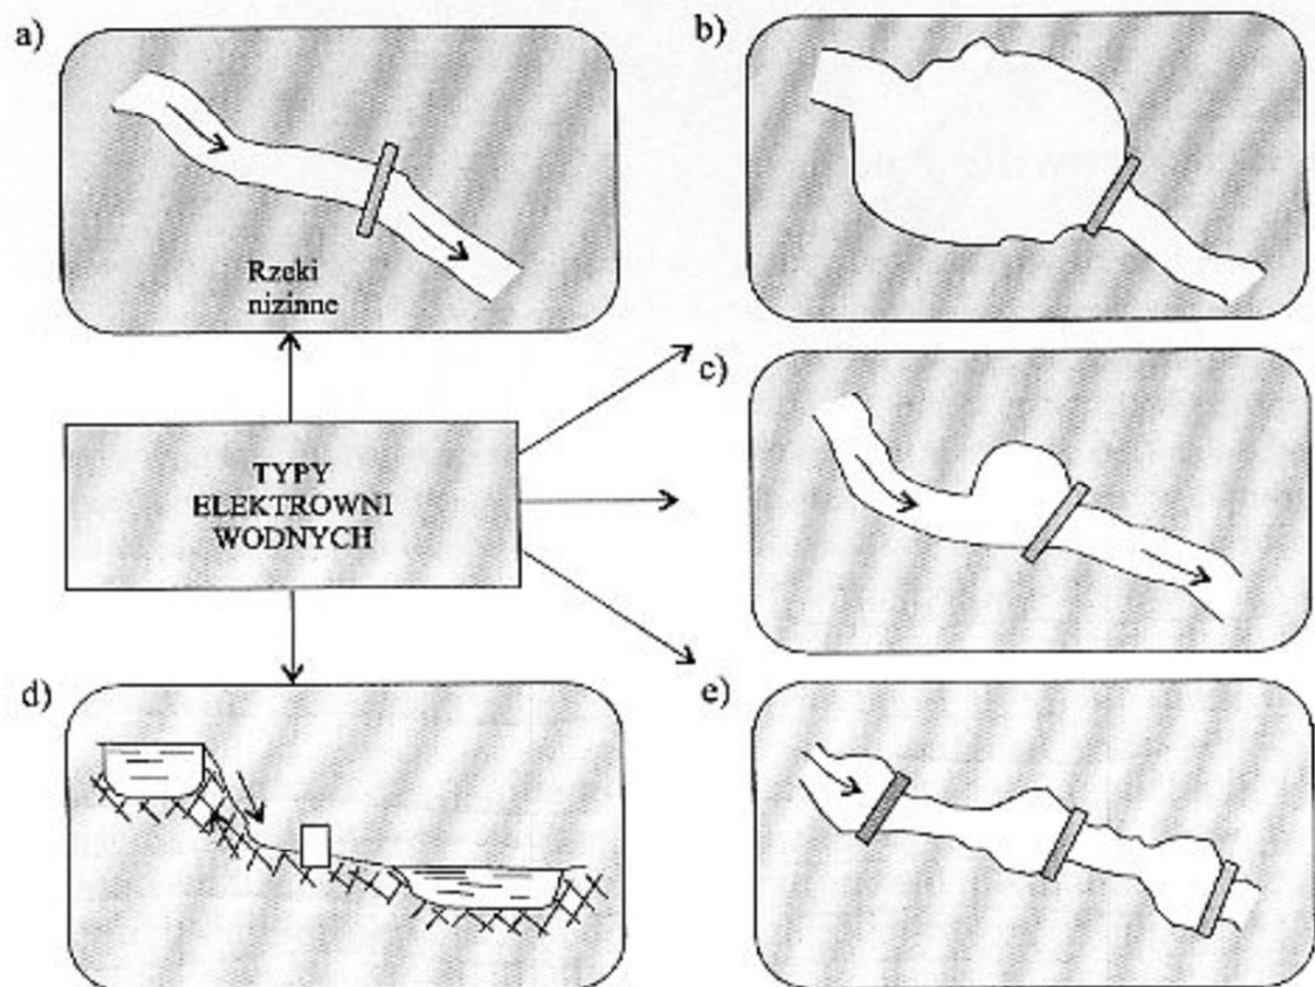 a)
Rzeki
nizinne
b)
c)
TYPY
ELEKTROWNI
WODNYCH
d)
e)